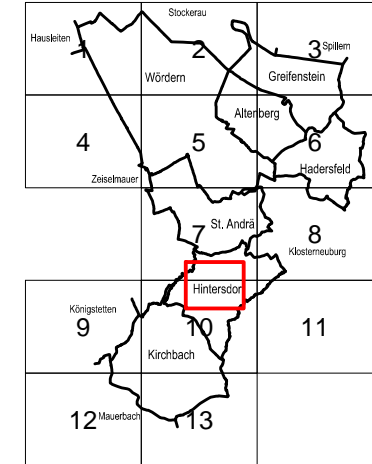 Stockerau
Hausleiten
1
2
3
Spillern
Wördern
Greifenstein
Altenberg
4
5
6
Hadersfeld
Zeiselmauer
St. Andrä
7
8
Klosterneuburg
Hintersdor
Königstetten
9
10
11
Kirchbach
12
Mauerbach
13